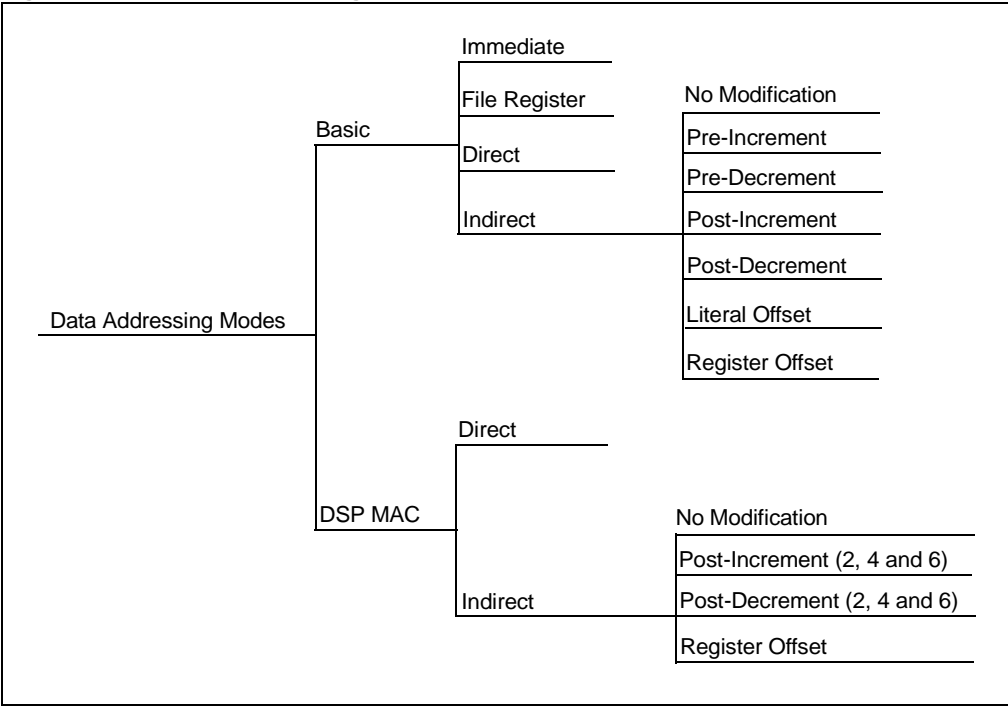 Data Addressing Modes
Basic
Immediate
File Register
Direct
Indirect
No Modification
Pre-Increment
Pre-Decrement
Post-Increment
Post-Decrement
Literal Offset
Register Offset
DSP MAC
Direct
Indirect
No Modification
Post-Increment (2, 4 and 6)
Post-Decrement (2, 4 and 6)
Register Offset